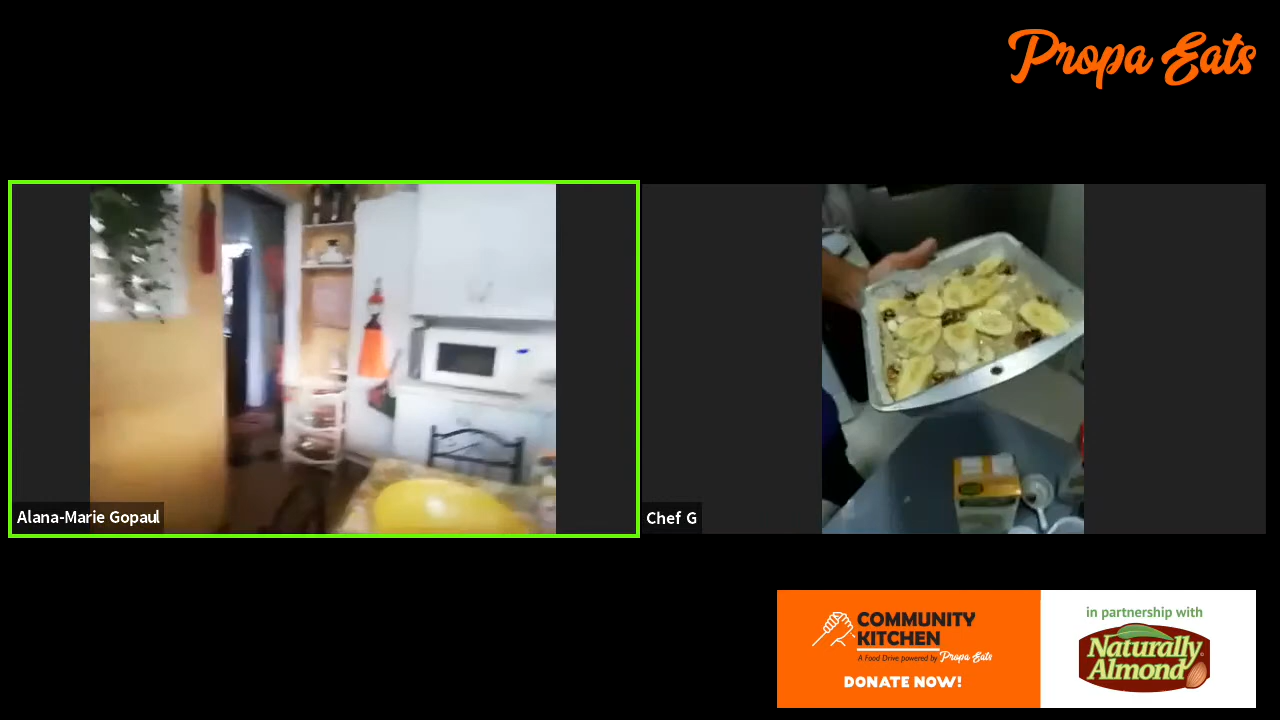 Propa Eats
Alana-Marie Gopaul
Chef G
COMMUNITY
KITCHEN
A Food Drive powered by Propa Eats
DONATE NOW!
in partnership with
Naturally
Almond